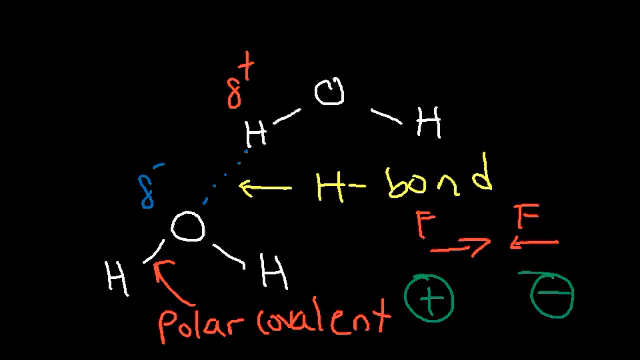 δ+
H O H
H-bond
δ-
O
H H
F F
+ −
Polar covalent